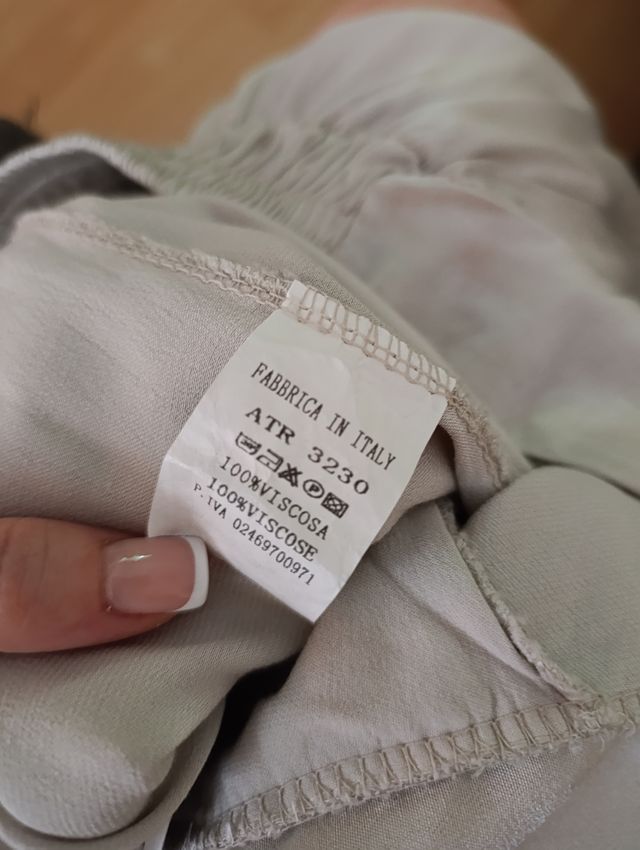 FABBRICA IN ITALY
ATR 3230
100%VISCOSA
100%VISCOSE
P.IVA 02469700971